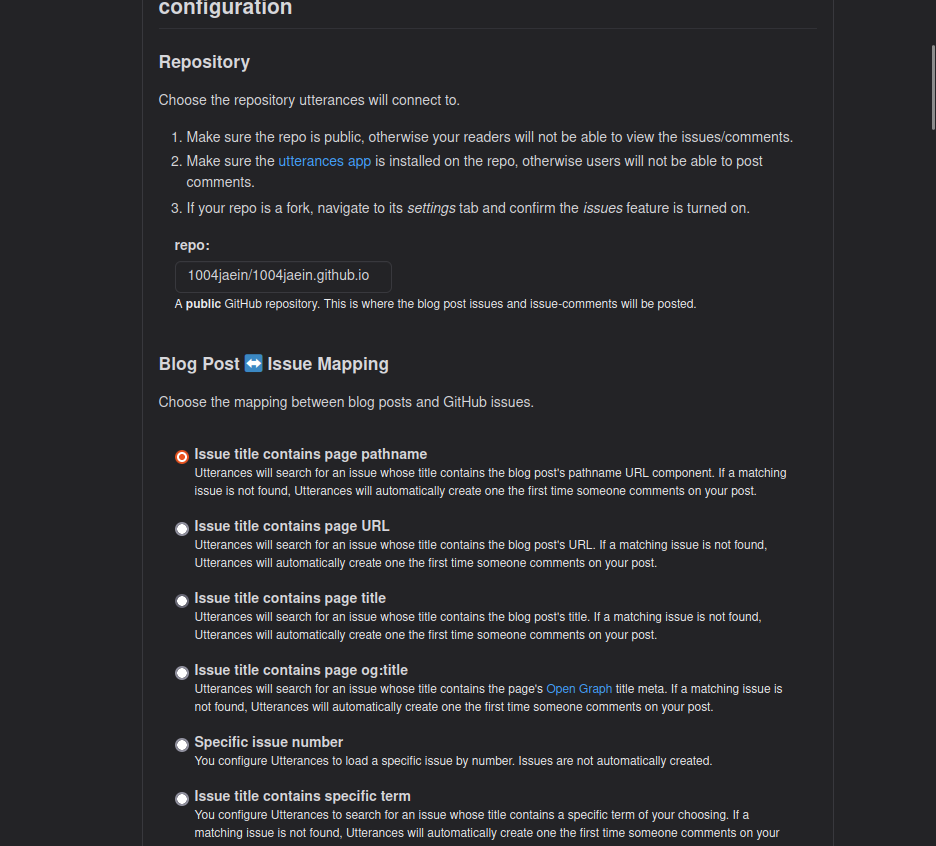 configuration
Repository
Choose the repository utterances will connect to.
1. Make sure the repo is public, otherwise your readers will not be able to view the issues/comments.
2. Make sure the utterances app is installed on the repo, otherwise users will not be able to post
comments.
3. If your repo is a fork, navigate to its settings tab and confirm the issues feature is turned on.
repo:
1004jaein/1004jaein.github.io
A public GitHub repository. This is where the blog post issues and issue-comments will be posted.
Blog Post ↔️ Issue Mapping
Choose the mapping between blog posts and GitHub issues.
Issue title contains page pathname
Utterances will search for an issue whose title contains the blog post's pathname URL component. If a matching
issue is not found, Utterances will automatically create one the first time someone comments on your post.
Issue title contains page URL
Utterances will search for an issue whose title contains the blog post's URL. If a matching issue is not found,
Utterances will automatically create one the first time someone comments on your post.
Issue title contains page title
Utterances will search for an issue whose title contains the blog post's title. If a matching issue is not found,
Utterances will automatically create one the first time someone comments on your post.
Issue title contains page og:title
Utterances will search for an issue whose title contains the page's Open Graph title meta. If a matching issue is
not found, Utterances will automatically create one the first time someone comments on your post.
Specific issue number
You configure Utterances to load a specific issue by number. Issues are not automatically created.
Issue title contains specific term
You configure Utterances to search for an issue whose title contains a specific term of your choosing. If a
matching issue is not found, Utterances will automatically create one the first time someone comments on your